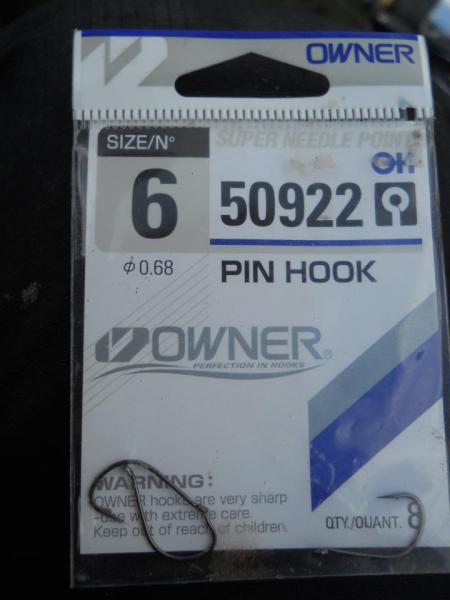 OWNER
SUPER NEEDLE POINT
SIZE/N°
6
50922
φ0.68
PIN HOOK
OWNER®
PERFECTION IN HOOKS
WARNING:
OWNER hooks are very sharp
-use with extreme care.
Keep out of reach of children.
QTY./QUANT. 8